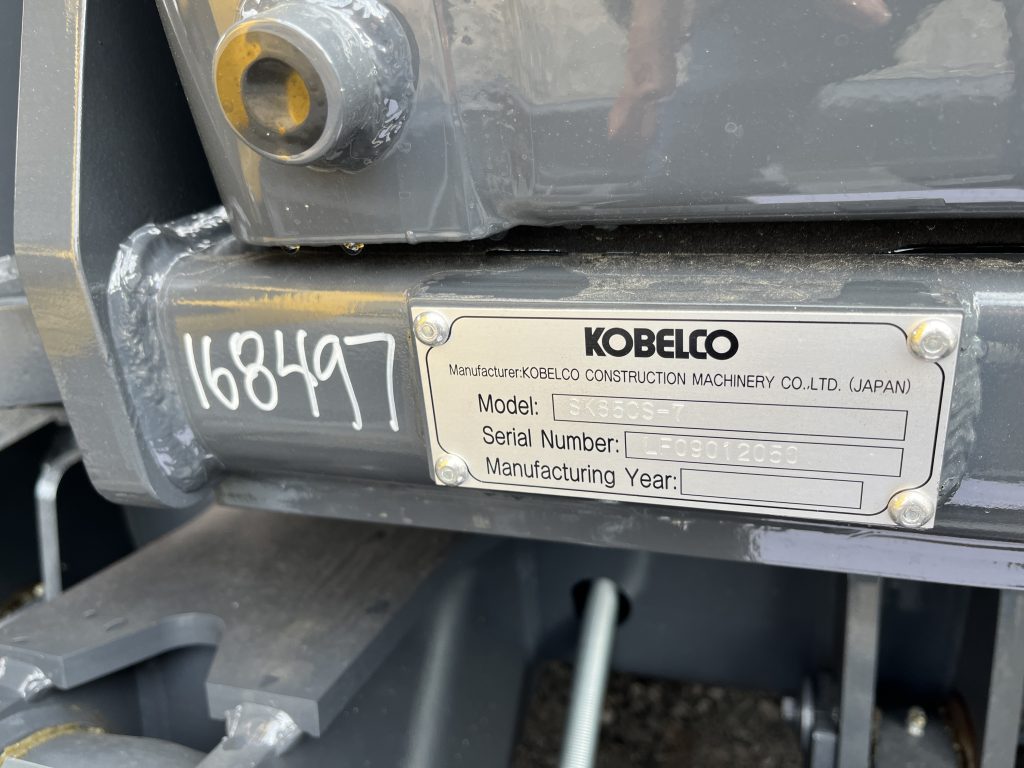 168497
KOBELCO
Manufacturer:KOBELCO CONSTRUCTION MACHINERY CO.,LTD. (JAPAN)
Model: SK85CS-7
Serial Number: LF09012050
Manufacturing Year: